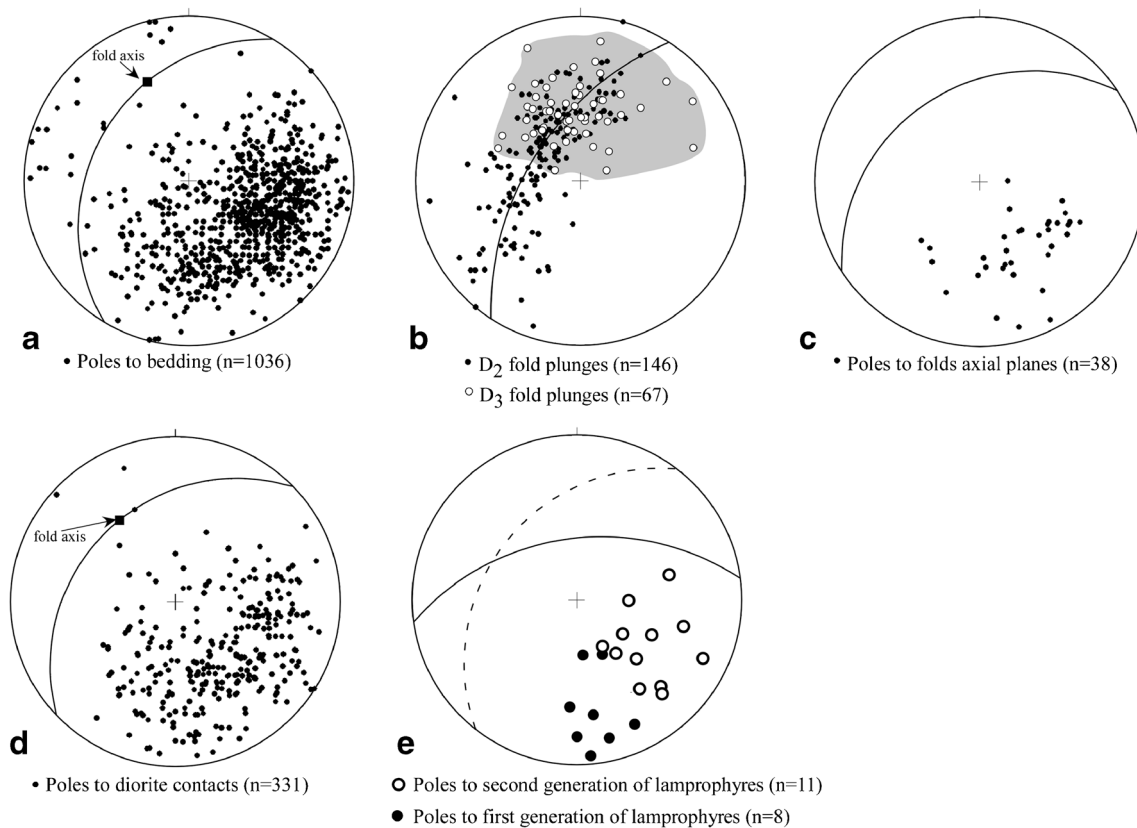 fold axis
a
• Poles to bedding (n=1036)
b
• D2 fold plunges (n=146)
○ D3 fold plunges (n=67)
c
• Poles to folds axial planes (n=38)
fold axis
d
• Poles to diorite contacts (n=331)
e
○ Poles to second generation of lamprophyres (n=11)
● Poles to first generation of lamprophyres (n=8)